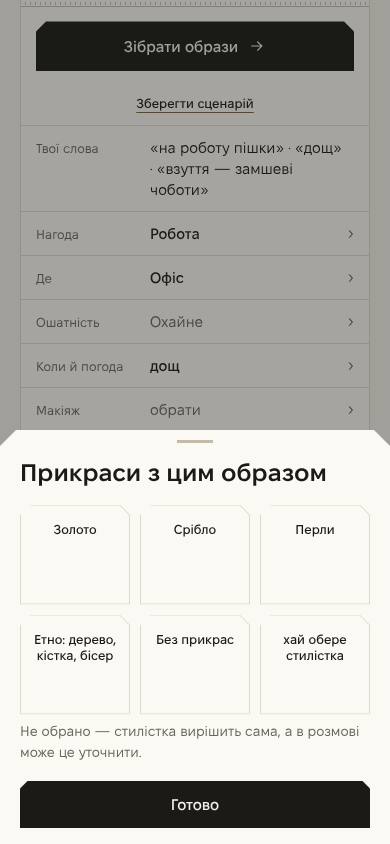 Зібрати образи →
Зберегти сценарій
Твої слова
«на роботу пішки» · «дощ»
· «взуття — замшеві
чоботи»
Нагода Робота
Де Офіс
Ошатність Охайне
Коли й погода дощ
Макіяж обрати
Прикраси з цим образом
Золото
Срібло
Перли
Етно: дерево,
кістка, бісер
Без прикрас
хай обере
стилістка
Не обрано — стилістка вирішить сама, а в розмові
може це уточнити.
Готово